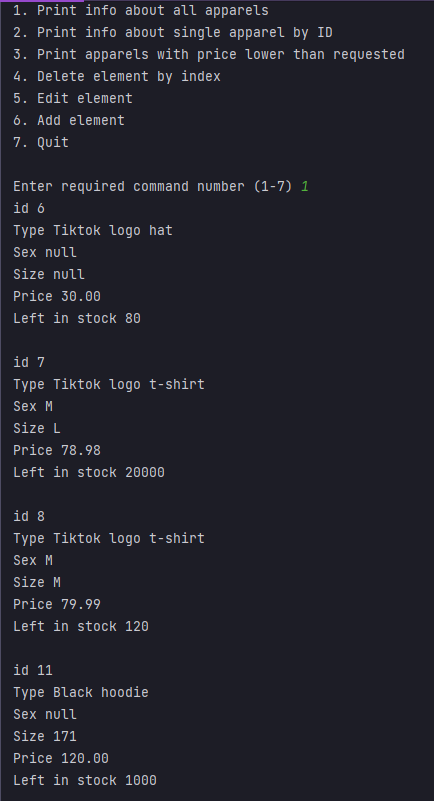 1. Print info about all apparels
2. Print info about single apparel by ID
3. Print apparels with price lower than requested
4. Delete element by index
5. Edit element
6. Add element
7. Quit
Enter required command number (1-7) 1
id 6
Type Tiktok logo hat
Sex null
Size null
Price 30.00
Left in stock 80
id 7
Type Tiktok logo t-shirt
Sex M
Size L
Price 78.98
Left in stock 20000
id 8
Type Tiktok logo t-shirt
Sex M
Size M
Price 79.99
Left in stock 120
id 11
Type Black hoodie
Sex null
Size 171
Price 120.00
Left in stock 1000